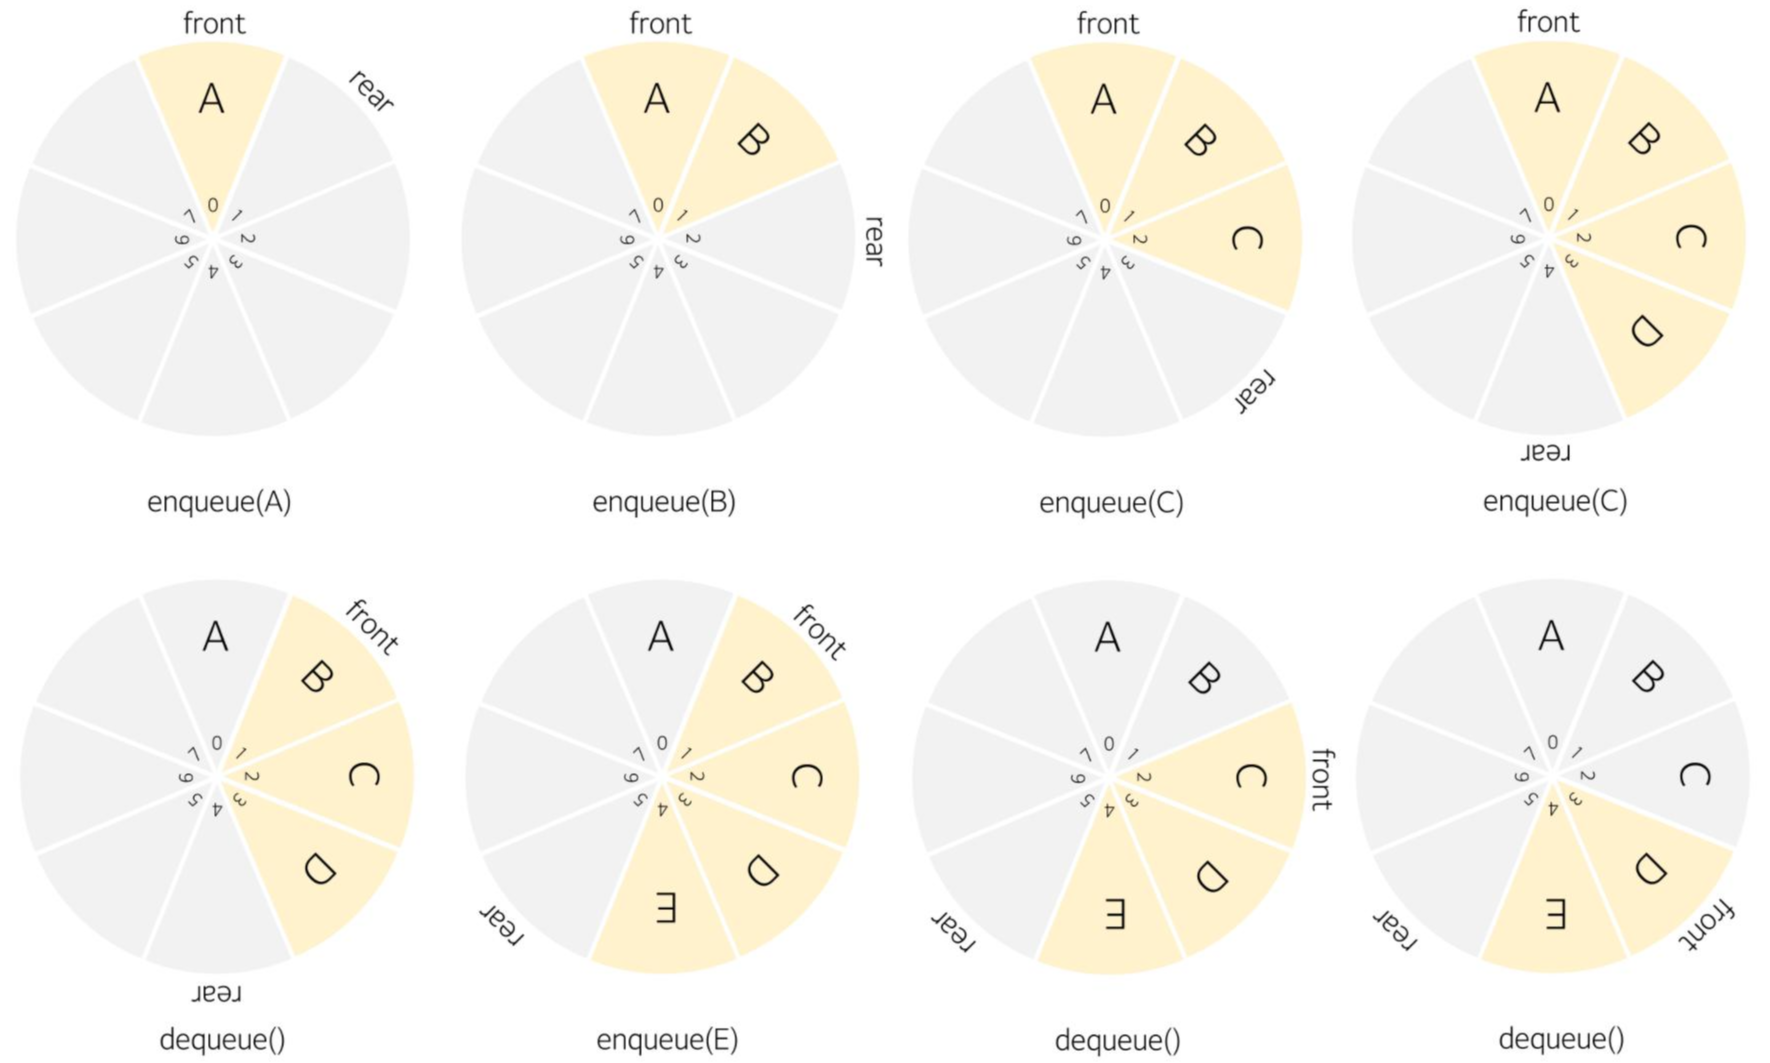 front
A
rear
0
1
2
3
4
5
6
7
enqueue(A)
front
A
B
rear
0
1
2
3
4
5
6
7
enqueue(B)
front
A
B
C
rear
0
1
2
3
4
5
6
7
enqueue(C)
front
A
B
C
D
rear
0
1
2
3
4
5
6
7
enqueue(C)
front
A
B
C
D
rear
0
1
2
3
4
5
6
7
dequeue()
front
A
B
C
D
E
rear
0
1
2
3
4
5
6
7
enqueue(E)
A
B
front
C
D
E
rear
0
1
2
3
4
5
6
7
dequeue()
A
B
C
D
front
E
rear
0
1
2
3
4
5
6
7
dequeue()